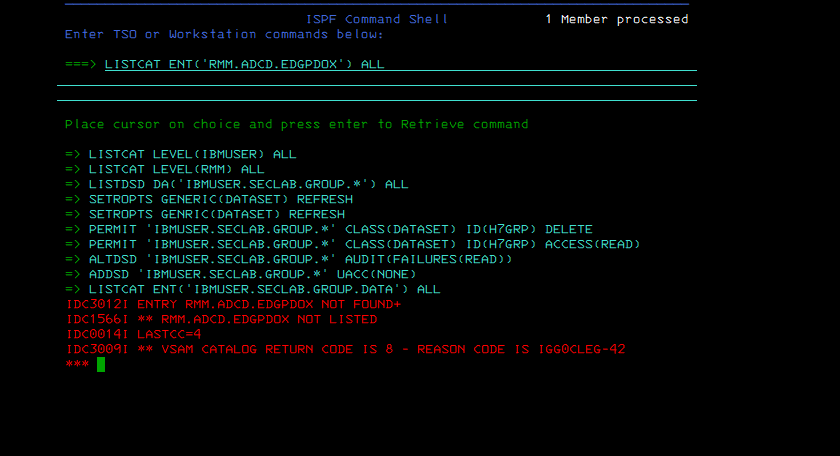 ISPF Command Shell 1 Member processed
Enter TSO or Workstation commands below:
===> LISTCAT ENT('RMM.ADCD.EDGPDOX') ALL
Place cursor on choice and press enter to Retrieve command
=> LISTCAT LEVEL(IBMUSER) ALL
=> LISTCAT LEVEL(RMM) ALL
=> LISTDSD DA('IBMUSER.SECLAB.GROUP.*') ALL
=> SETROPTS GENERIC(DATASET) REFRESH
=> SETROPTS GENRIC(DATASET) REFRESH
=> PERMIT 'IBMUSER.SECLAB.GROUP.*' CLASS(DATASET) ID(H7GRP) DELETE
=> PERMIT 'IBMUSER.SECLAB.GROUP.*' CLASS(DATASET) ID(H7GRP) ACCESS(READ)
=> ALTDSD 'IBMUSER.SECLAB.GROUP.*' AUDIT(FAILURES(READ))
=> ADDSD 'IBMUSER.SECLAB.GROUP.*' UACC(NONE)
=> LISTCAT ENT('IBMUSER.SECLAB.GROUP.DATA') ALL
IDC3012I ENTRY RMM.ADCD.EDGPDOX NOT FOUND+
IDC1566I ** RMM.ADCD.EDGPDOX NOT LISTED
IDC0014I LASTCC=4
IDC3009I ** VSAM CATALOG RETURN CODE IS 8 - REASON CODE IS IGG0CLEG-42
***